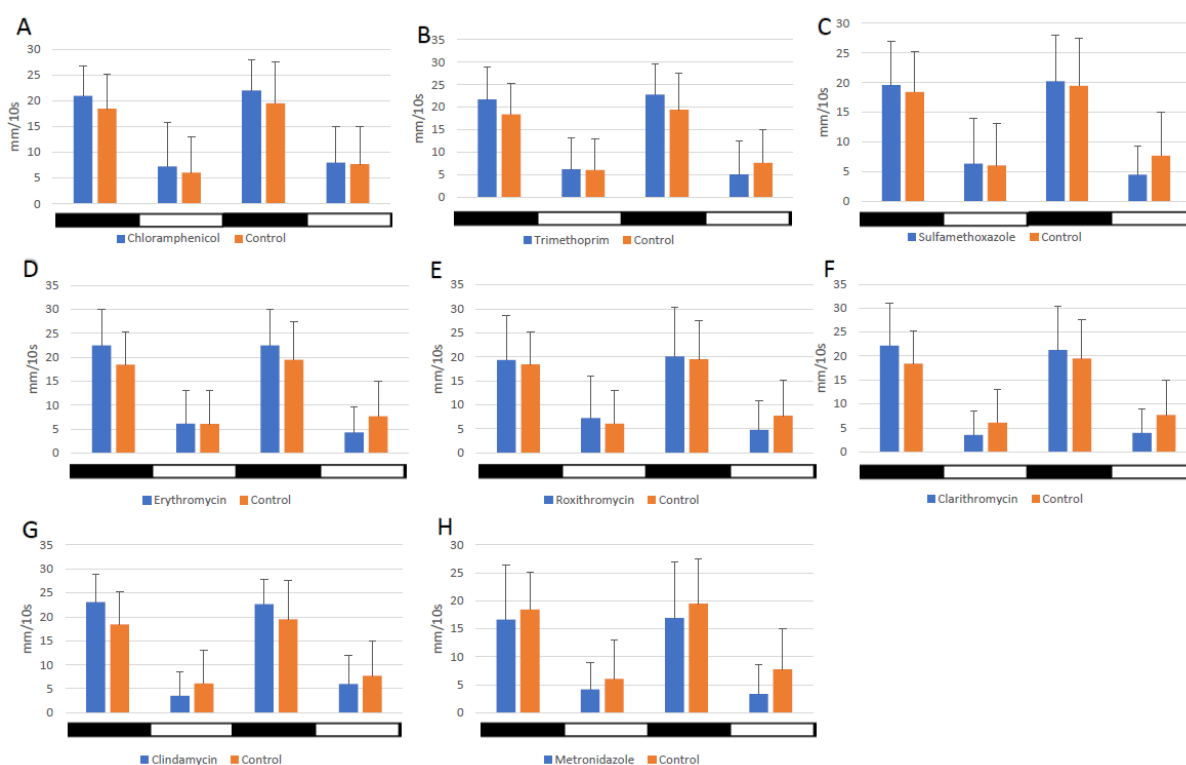 A
30
25
20
15
10
5
0
mm/10s
Chloramphenicol Control
B
35
30
25
20
15
10
5
0
mm/10s
Trimethoprim Control
C
30
25
20
15
10
5
0
mm/10s
Sulfamethoxazole Control
D
35
30
25
20
15
10
5
0
mm/10s
Erythromycin Control
E
35
30
25
20
15
10
5
0
mm/10s
Roxithromycin Control
F
35
30
25
20
15
10
5
0
mm/10s
Clarithromycin Control
G
35
30
25
20
15
10
5
0
mm/10s
Clindamycin Control
H
30
25
20
15
10
5
0
mm/10s
Metronidazole Control